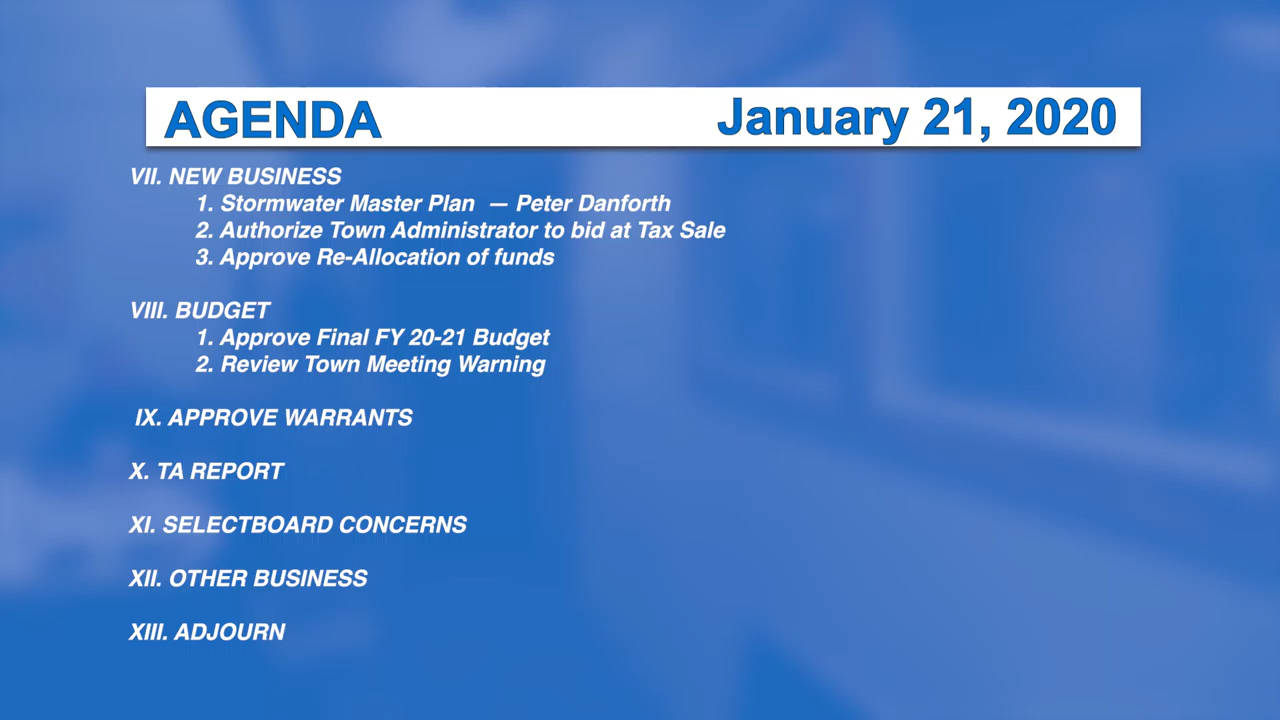 AGENDA January 21, 2020
VII. NEW BUSINESS
1. Stormwater Master Plan — Peter Danforth
2. Authorize Town Administrator to bid at Tax Sale
3. Approve Re-Allocation of funds
VIII. BUDGET
1. Approve Final FY 20-21 Budget
2. Review Town Meeting Warning
IX. APPROVE WARRANTS
X. TA REPORT
XI. SELECTBOARD CONCERNS
XII. OTHER BUSINESS
XIII. ADJOURN